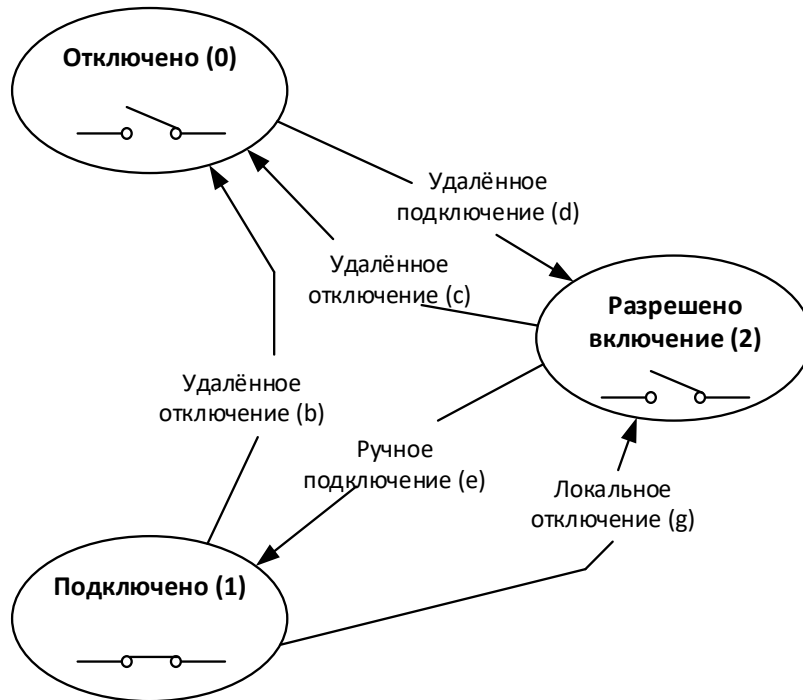 Отключено (0)
Удалённое
подключение (d)
Удалённое
отключение (c)
Разрешено
включение (2)
Удалённое
отключение (b)
Ручное
подключение (e)
Локальное
отключение (g)
Подключено (1)